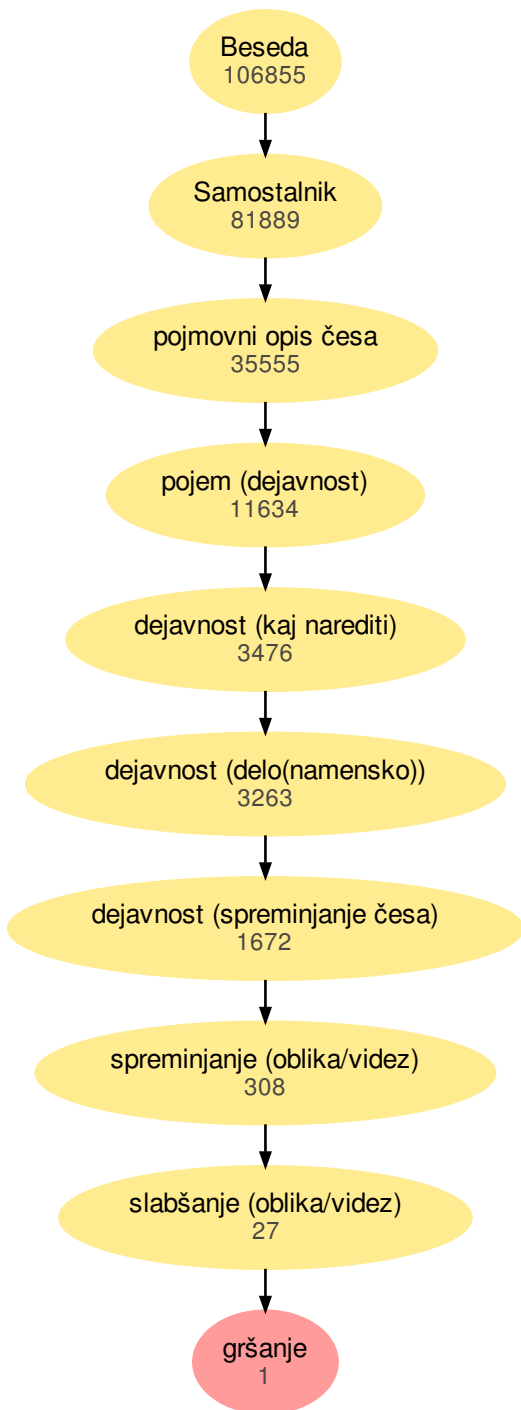 Beseda
106855
Samostalnik
81889
pojmovni opis česa
35555
pojem (dejavnost)
11634
dejavnost (kaj narediti)
3476
dejavnost (delo(namensko))
3263
dejavnost (spreminjanje česa)
1672
spreminjanje (oblika/videz)
308
slabšanje (oblika/videz)
27
gršanje
1